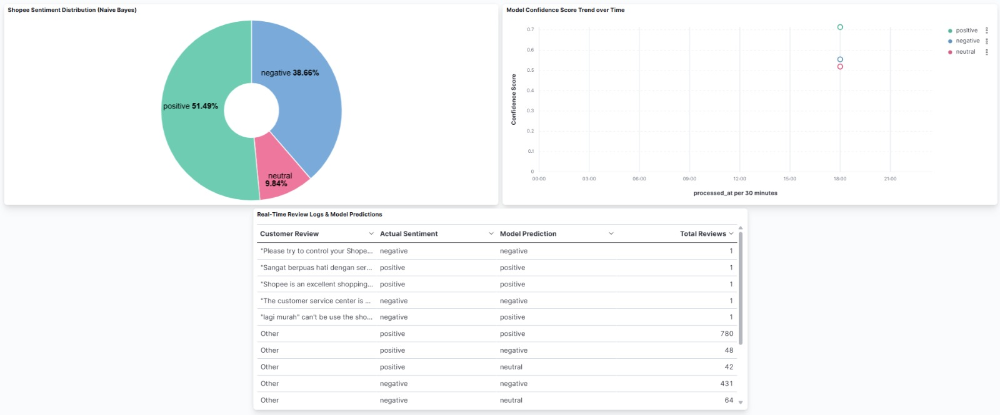 Shopee Sentiment Distribution (Naive Bayes)
negative 38.66%
positive 51.49%
neutral
9.84%
Model Confidence Score Trend over Time
0.7
0.6
0.5
0.4
0.3
0.2
0.1
0
Confidence Score
00:00 03:00 06:00 09:00 12:00 15:00 18:00 21:00
processed_at per 30 minutes
positive
negative
neutral
Real-Time Review Logs & Model Predictions
Customer Review Actual Sentiment Model Prediction Total Reviews
"Please try to control your Shope... negative negative 1
"Sangat berpuas hati dengan ser... positive positive 1
"Shopee is an excellent shopping... positive positive 1
"The customer service center is ... negative negative 1
"lagi murah" can't be use the sho... negative positive 1
Other positive positive 780
Other positive negative 48
Other positive neutral 42
Other negative negative 431
Other negative neutral 64